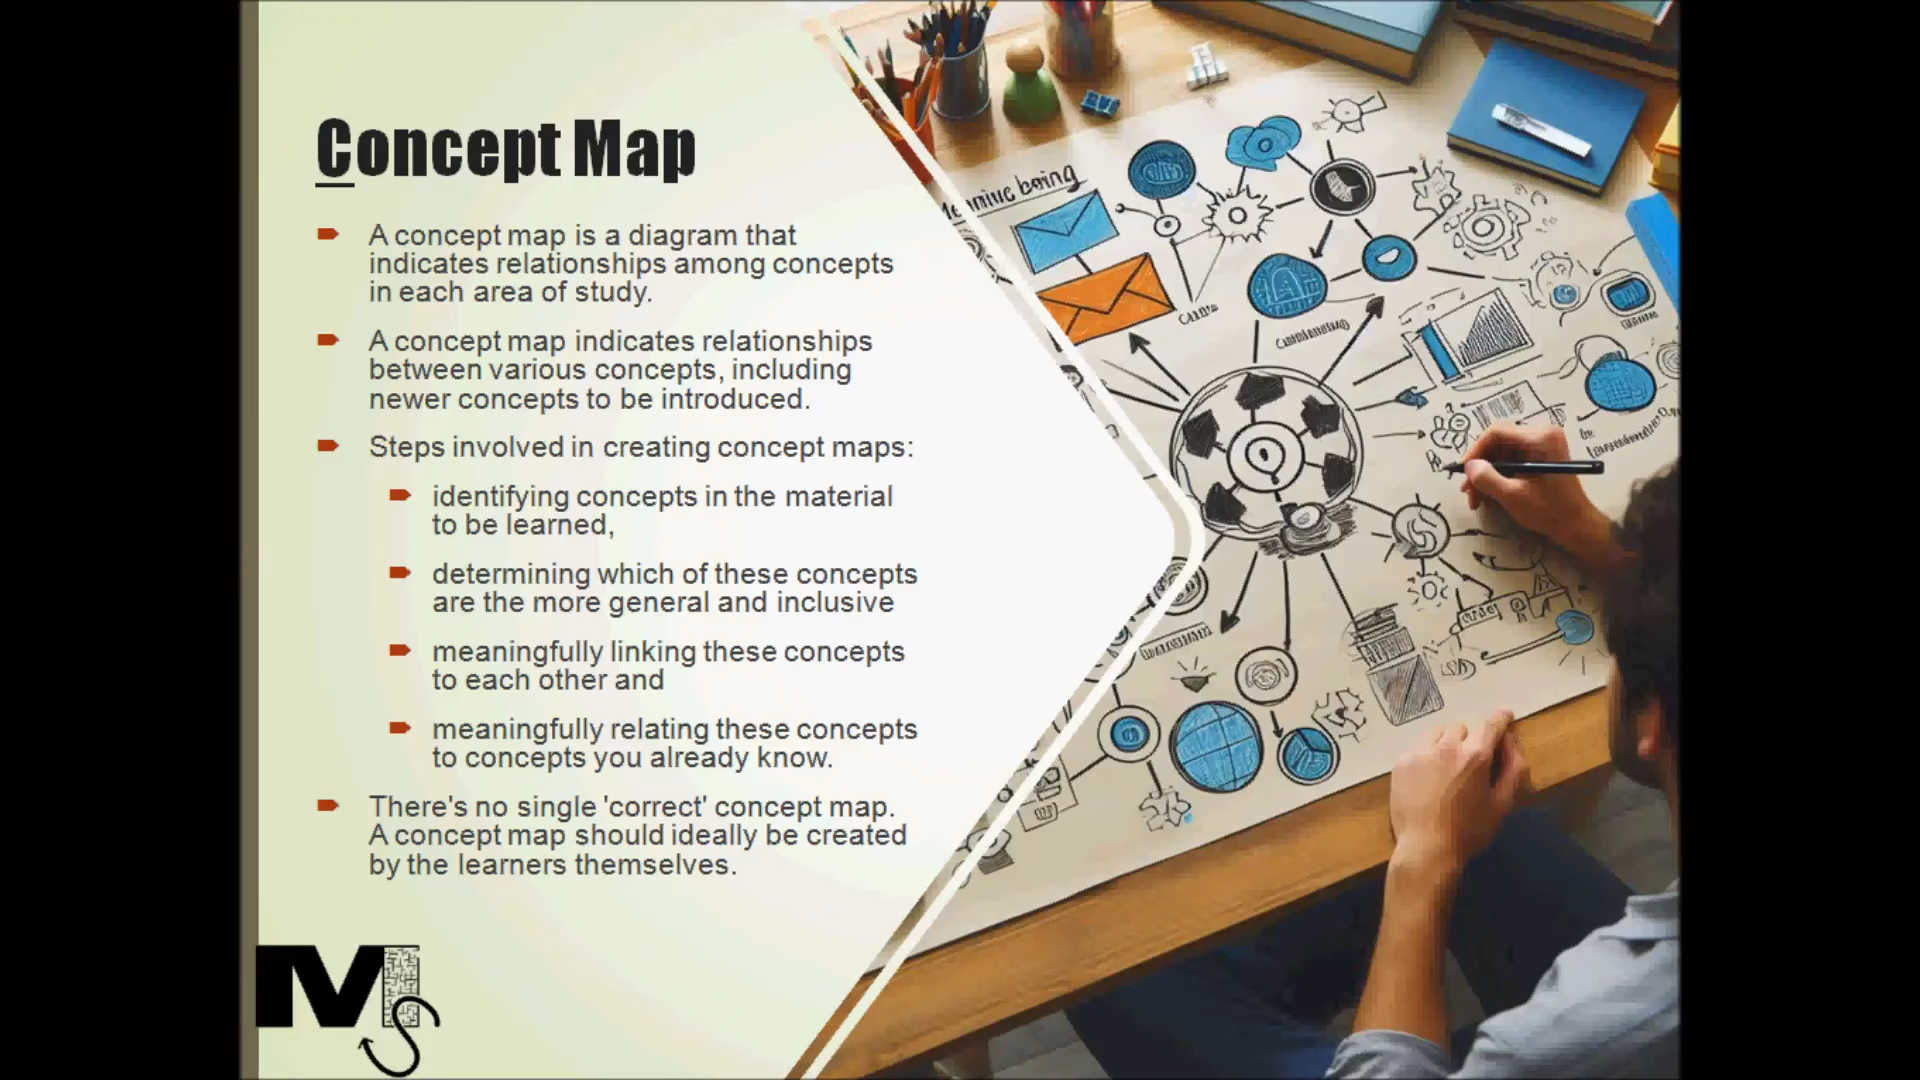 Concept Map
A concept map is a diagram that
indicates relationships among concepts
in each area of study.
A concept map indicates relationships
between various concepts, including
newer concepts to be introduced.
Steps involved in creating concept maps:
identifying concepts in the material
to be learned,
determining which of these concepts
are the more general and inclusive
meaningfully linking these concepts
to each other and
meaningfully relating these concepts
to concepts you already know.
There's no single 'correct' concept map.
A concept map should ideally be created
by the learners themselves.
being